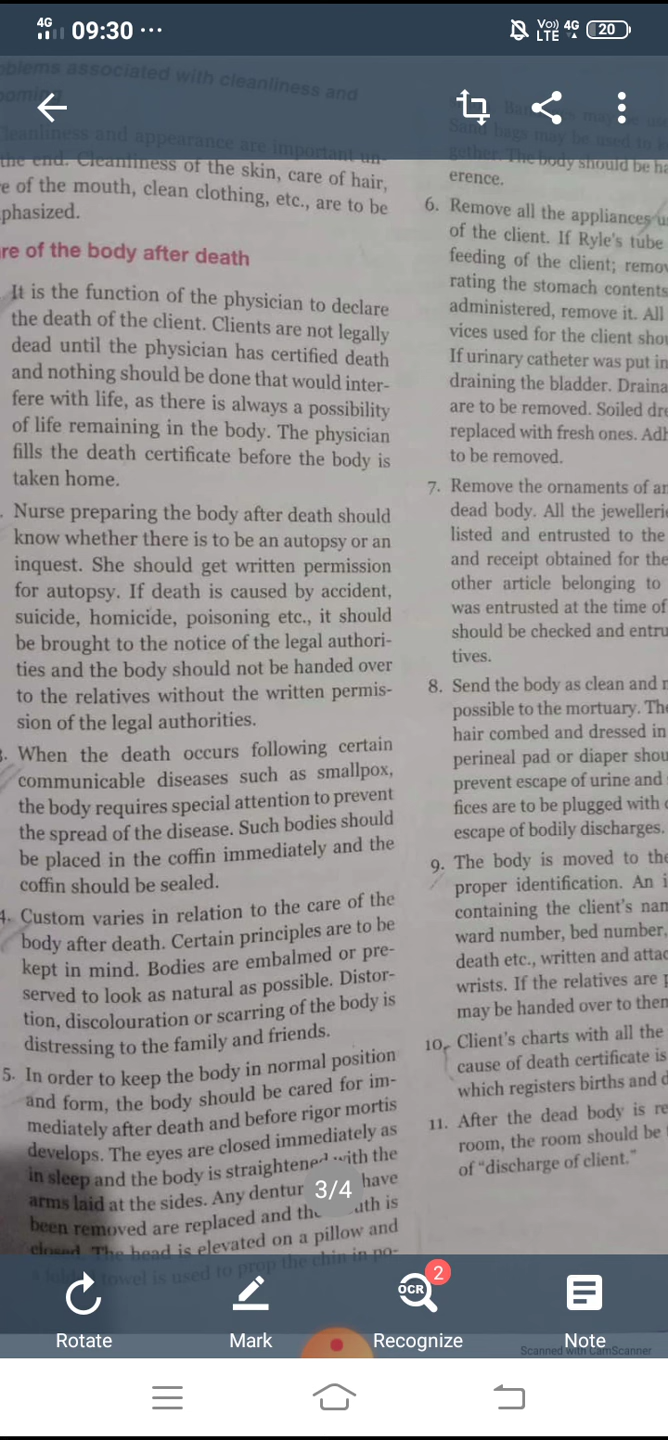 4G 09:30 ... Vo)) LTE 4G 20
oblems associated with cleanliness and
ooming
leanliness and appearance are important un-
the end. Cleanliness of the skin, care of hair,
e of the mouth, clean clothing, etc., are to be
phasized.
re of the body after death
It is the function of the physician to declare
the death of the client. Clients are not legally
dead until the physician has certified death
and nothing should be done that would inter-
fere with life, as there is always a possibility
of life remaining in the body. The physician
fills the death certificate before the body is
taken home.
. Nurse preparing the body after death should
know whether there is to be an autopsy or an
inquest. She should get written permission
for autopsy. If death is caused by accident,
suicide, homicide, poisoning etc., it should
be brought to the notice of the legal authori-
ties and the body should not be handed over
to the relatives without the written permis-
sion of the legal authorities.
3. When the death occurs following certain
communicable diseases such as smallpox,
the body requires special attention to prevent
the spread of the disease. Such bodies should
be placed in the coffin immediately and the
coffin should be sealed.
4. Custom varies in relation to the care of the
body after death. Certain principles are to be
kept in mind. Bodies are embalmed or pre-
served to look as natural as possible. Distor-
tion, discolouration or scarring of the body is
distressing to the family and friends.
5. In order to keep the body in normal position
and form, the body should be cared for im-
mediately after death and before rigor mortis
develops. The eyes are closed immediately as
in sleep and the body is straightened with the
arms laid at the sides. Any dentur have
been removed are replaced and the uth is
closed. The head is elevated on a pillow and
towel is used to prop the chin in po-
Sand bags may be used to k
gether. The body should be ha
erence.
6. Remove all the appliances u
of the client. If Ryle's tube
feeding of the client; remov
rating the stomach contents
administered, remove it. All
vices used for the client shou
If urinary catheter was put in
draining the bladder. Draina
are to be removed. Soiled dre
replaced with fresh ones. Adh
to be removed.
7. Remove the ornaments of an
dead body. All the jewellerie
listed and entrusted to the
and receipt obtained for the
other article belonging to
was entrusted at the time of
should be checked and entru
tives.
8. Send the body as clean and n
possible to the mortuary. The
hair combed and dressed in
perineal pad or diaper shou
prevent escape of urine and
fices are to be plugged with c
escape of bodily discharges.
9. The body is moved to the
proper identification. An i
containing the client's nam
ward number, bed number,
death etc., written and attac
wrists. If the relatives are p
may be handed over to them
10. Client's charts with all the
cause of death certificate is
which registers births and d
11. After the dead body is re
room, the room should be
of "discharge of client."
3/4
OCR 2
Rotate Mark Recognize Note
Scanned with CamScanner